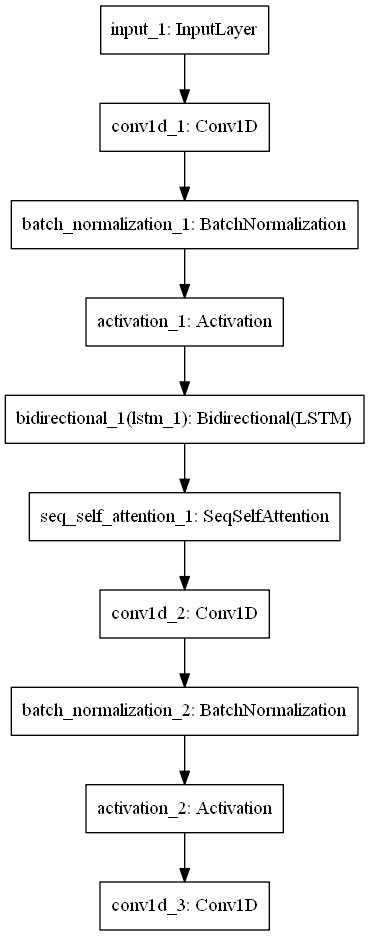 input_1: InputLayer
conv1d_1: Conv1D
batch_normalization_1: BatchNormalization
activation_1: Activation
bidirectional_1(lstm_1): Bidirectional(LSTM)
seq_self_attention_1: SeqSelfAttention
conv1d_2: Conv1D
batch_normalization_2: BatchNormalization
activation_2: Activation
conv1d_3: Conv1D